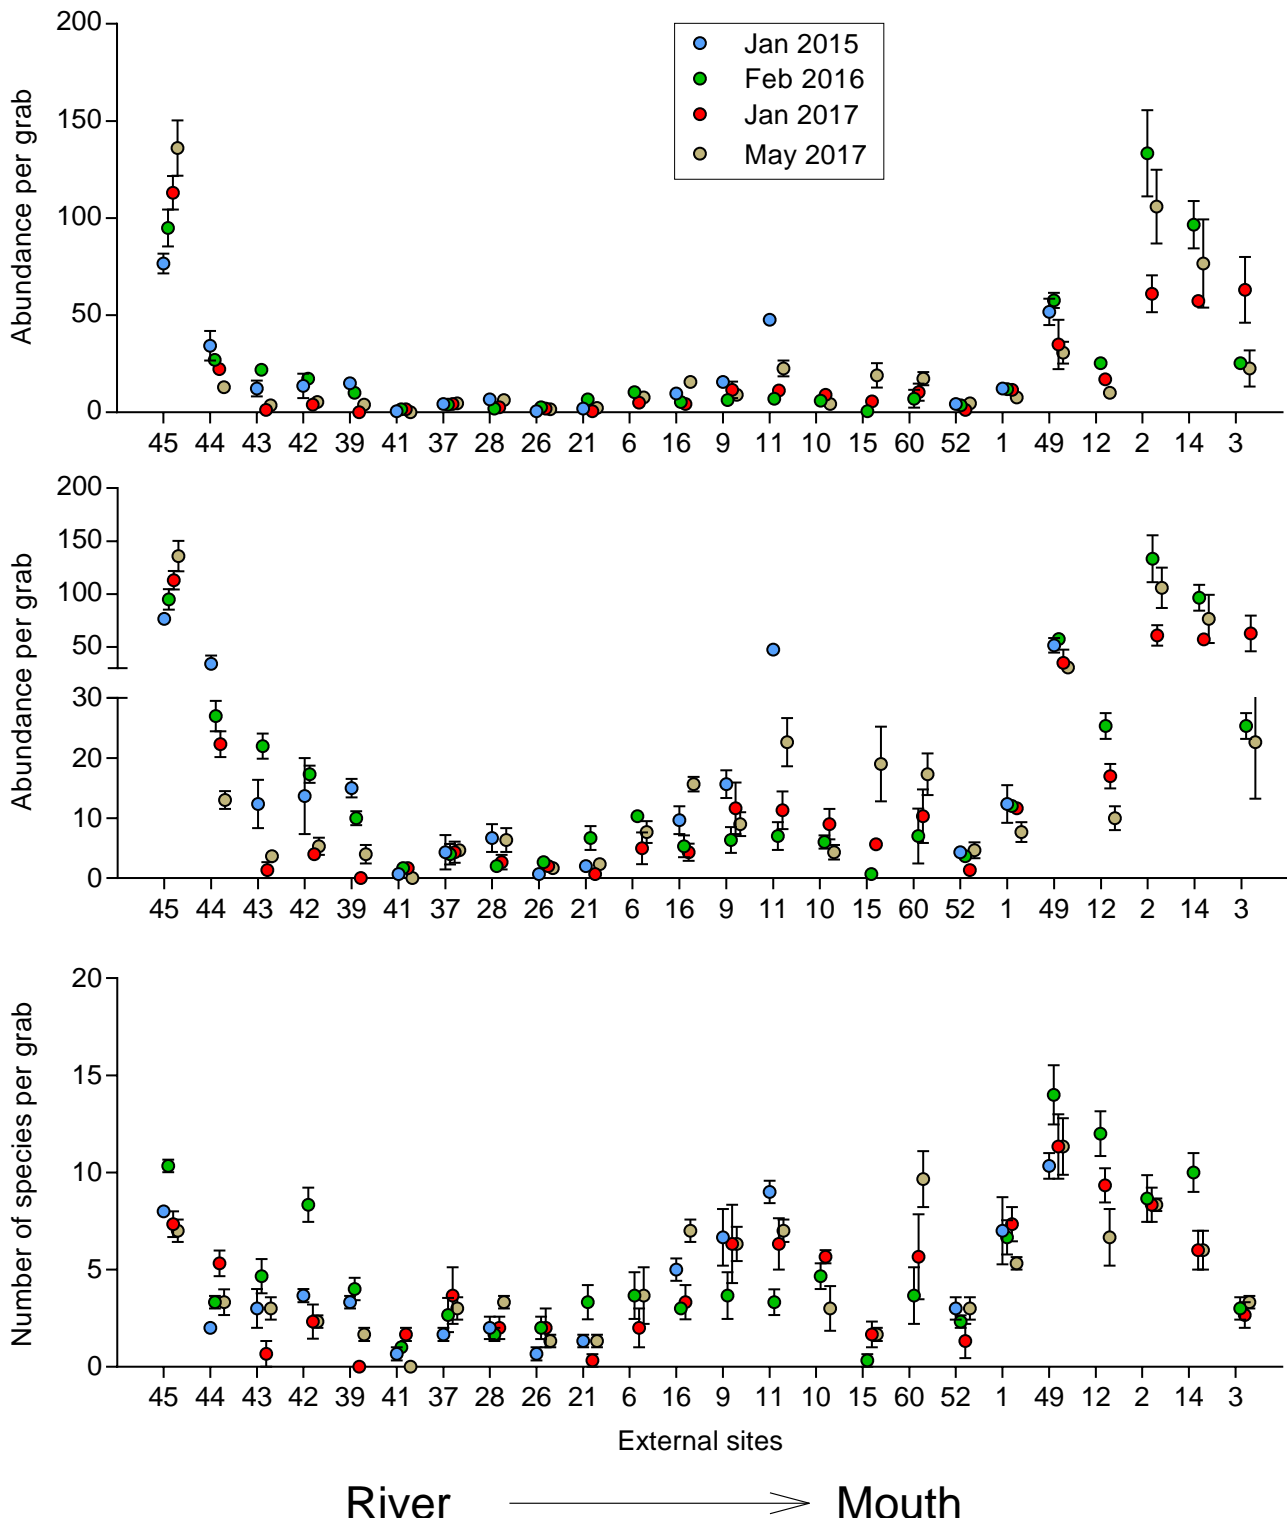 200
150
100
50
0
Abundance per grab
Jan 2015
Feb 2016
Jan 2017
May 2017
45 44 43 42 39 41 37 28 26 21 6 16 9 11 10 15 60 52 1 49 12 2 14 3
200
150
100
50
30
20
10
0
Abundance per grab
45 44 43 42 39 41 37 28 26 21 6 16 9 11 10 15 60 52 1 49 12 2 14 3
20
15
10
5
0
Number of species per grab
45 44 43 42 39 41 37 28 26 21 6 16 9 11 10 15 60 52 1 49 12 2 14 3
External sites
River Mouth